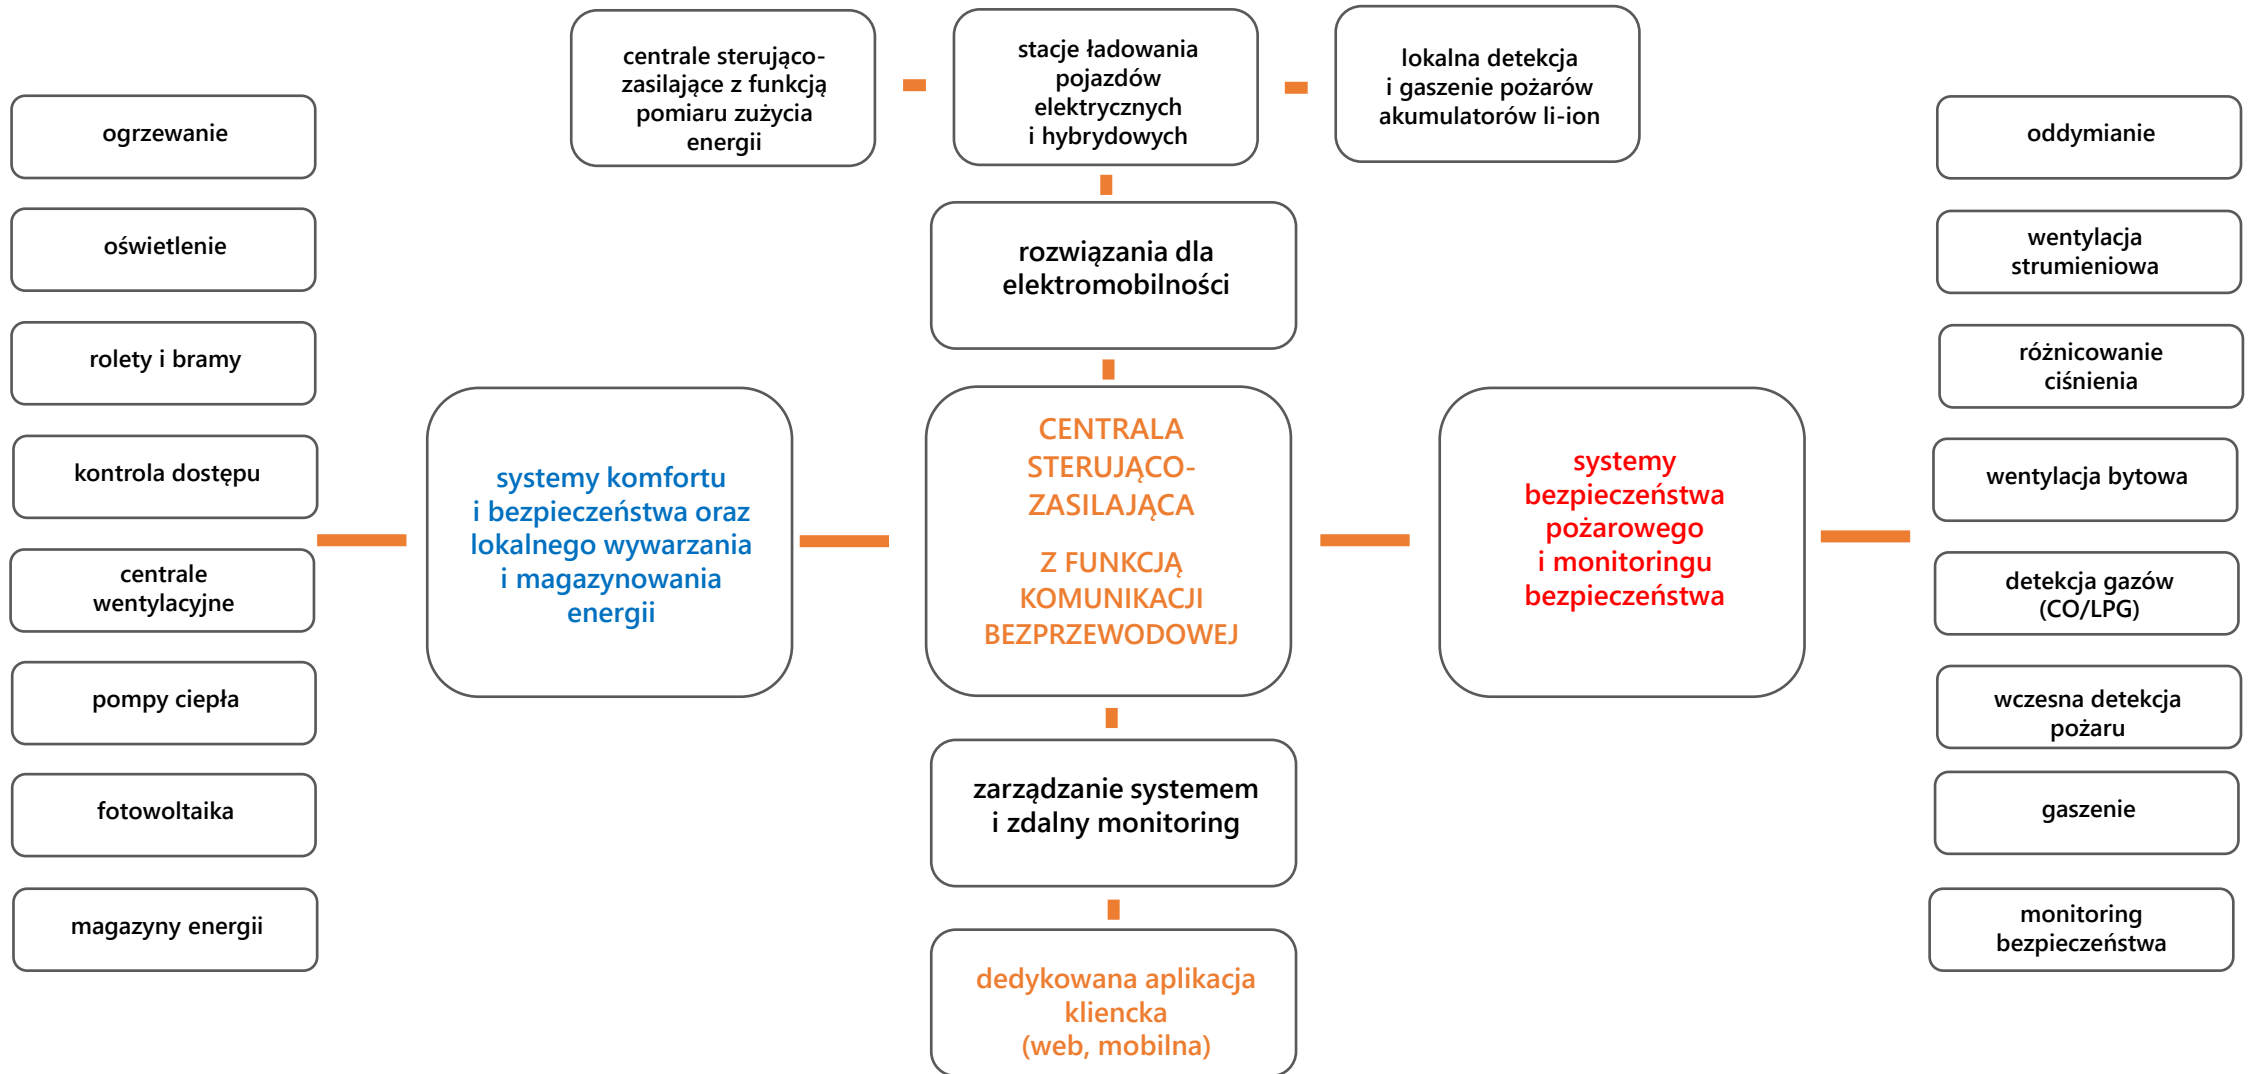 centrale sterująco-
zasilające z funkcją
pomiaru zużycia
energii
stacje ładowania
pojazdów
elektrycznych
i hybrydowych
lokalna detekcja
i gaszenie pożarów
akumulatorów li-ion
rozwiązania dla
elektromobilności
ogrzewanie
oświetlenie
rolety i bramy
kontrola dostępu
centrale
wentylacyjne
pompy ciepła
fotowoltaika
magazyny energii
systemy komfortu
i bezpieczeństwa oraz
lokalnego wywarzania
i magazynowania
energii
CENTRALA
STERUJĄCO-
ZASILAJĄCA
Z FUNKCJĄ
KOMUNIKACJI
BEZPRZEWODOWEJ
systemy
bezpieczeństwa
pożarowego
i monitoringu
bezpieczeństwa
oddymianie
wentylacja
strumieniowa
różnicowanie
ciśnienia
wentylacja bytowa
detekcja gazów
(CO/LPG)
wczesna detekcja
pożaru
gaszenie
monitoring
bezpieczeństwa
zarządzanie systemem
i zdalny monitoring
dedykowana aplikacja
kliencka
(web, mobilna)